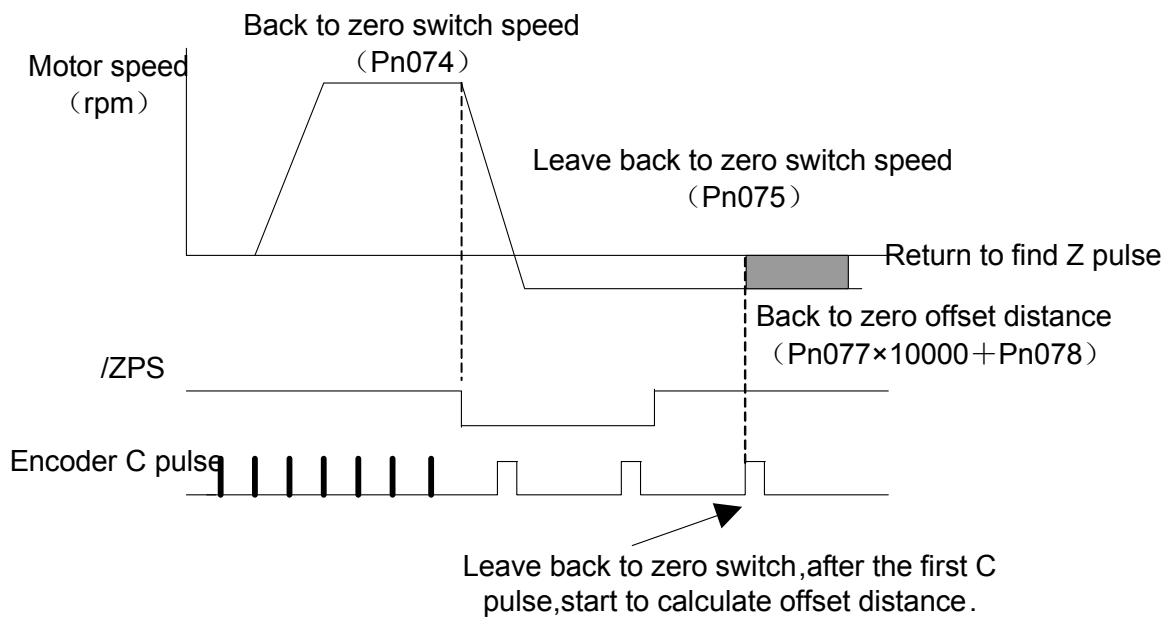 Back to zero switch speed
（Pn074）
Motor speed
（rpm）
Leave back to zero switch speed
（Pn075）
Return to find Z pulse
Back to zero offset distance
（Pn077×10000＋Pn078）
/ZPS
Encoder C pulse
Leave back to zero switch,after the first C
pulse,start to calculate offset distance.